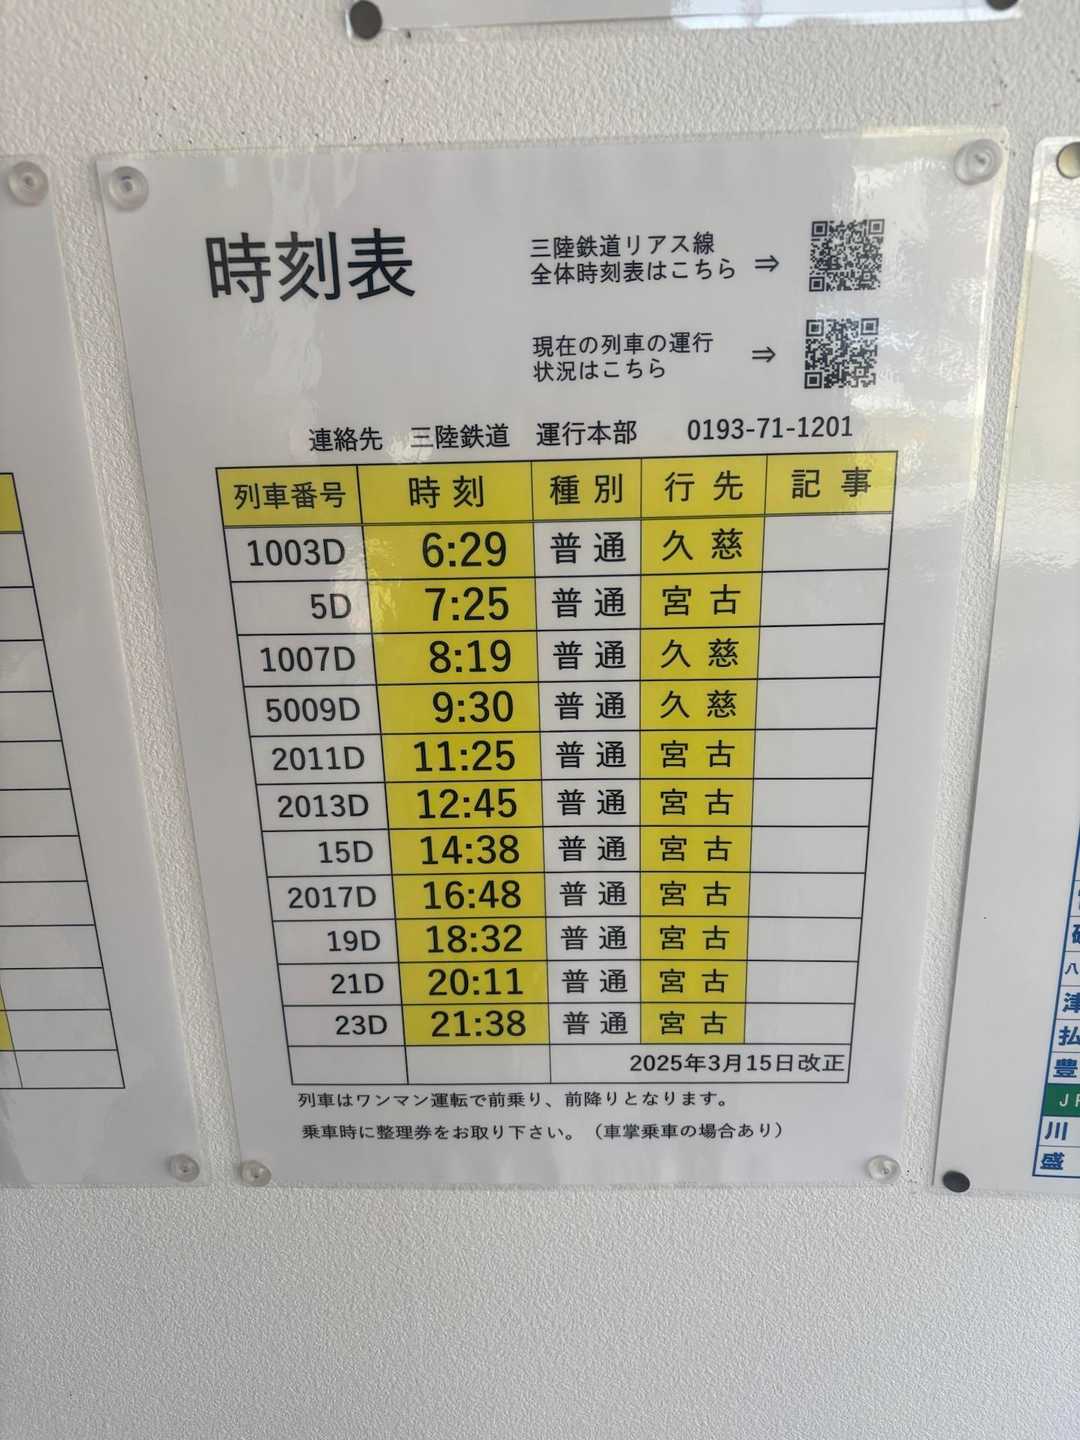 時刻表
三陸鉄道リアス線
全体時刻表はこちら ⇒
現在の列車の運行
状況はこちら ⇒
連絡先 三陸鉄道 運行本部 0193-71-1201
列車番号 時刻 種別 行先 記事
1003D 6:29 普通 久慈
5D 7:25 普通 宮古
1007D 8:19 普通 久慈
5009D 9:30 普通 久慈
2011D 11:25 普通 宮古
2013D 12:45 普通 宮古
15D 14:38 普通 宮古
2017D 16:48 普通 宮古
19D 18:32 普通 宮古
21D 20:11 普通 宮古
23D 21:38 普通 宮古
2025年3月15日改正
列車はワンマン運転で前乗り、前降りとなります。
乗車時に整理券をお取り下さい。（車掌乗車の場合あり）
八
津
払
豊
J
川
盛